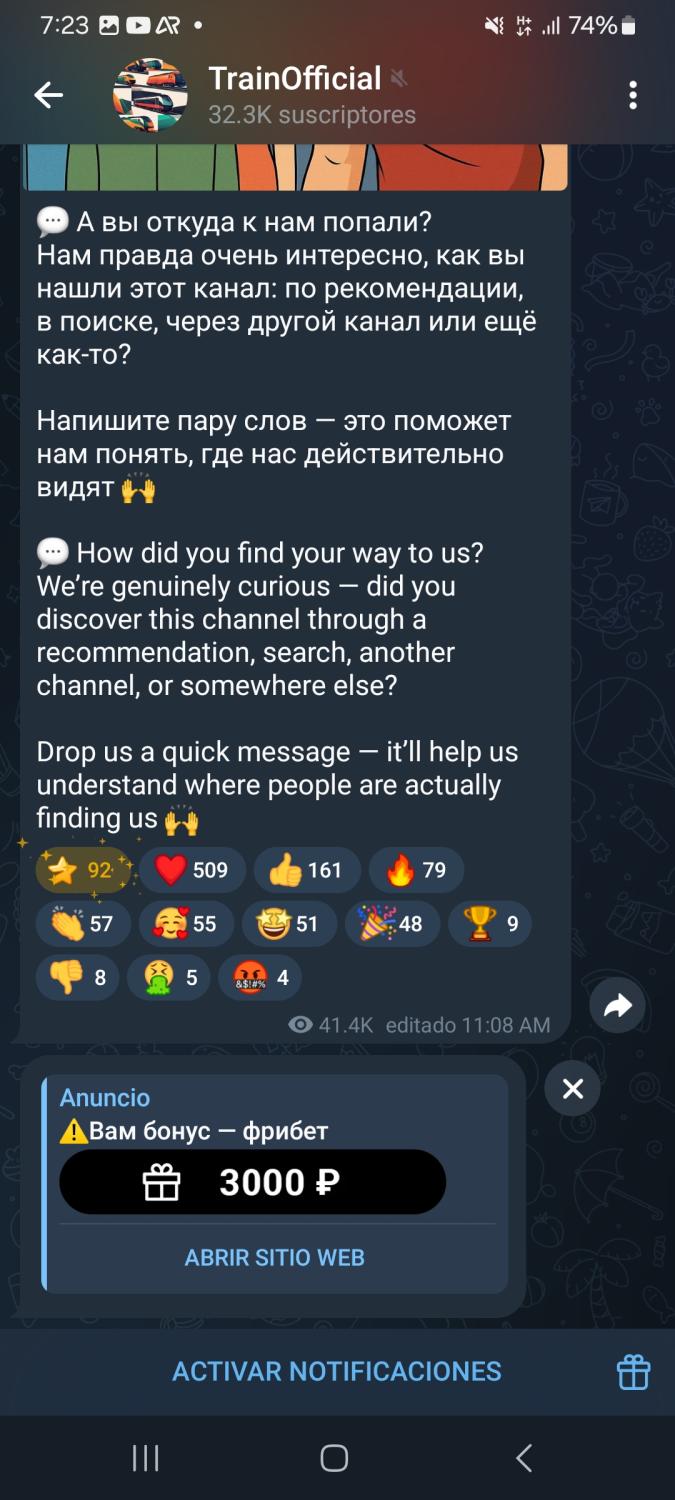 7:23
74%
TrainOfficial
32.3K suscriptores
А вы откуда к нам попали?
Нам правда очень интересно, как вы
нашли этот канал: по рекомендации,
в поиске, через другой канал или ещё
как-то?
Напишите пару слов — это поможет
нам понять, где нас действительно
видят 🙌
How did you find your way to us?
We’re genuinely curious — did you
discover this channel through a
recommendation, search, another
channel, or somewhere else?
Drop us a quick message — it’ll help us
understand where people are actually
finding us 🙌
⭐ 92 ❤️ 509 👍 161 🔥 79
👏 57 🥰 55 🤩 51 🎉 48 🏆 9
👎 8 🤮 5 🤬 4
41.4K editado 11:08 AM
Anuncio
⚠️Вам бонус — фрибет
3000 ₽
ABRIR SITIO WEB
ACTIVAR NOTIFICACIONES